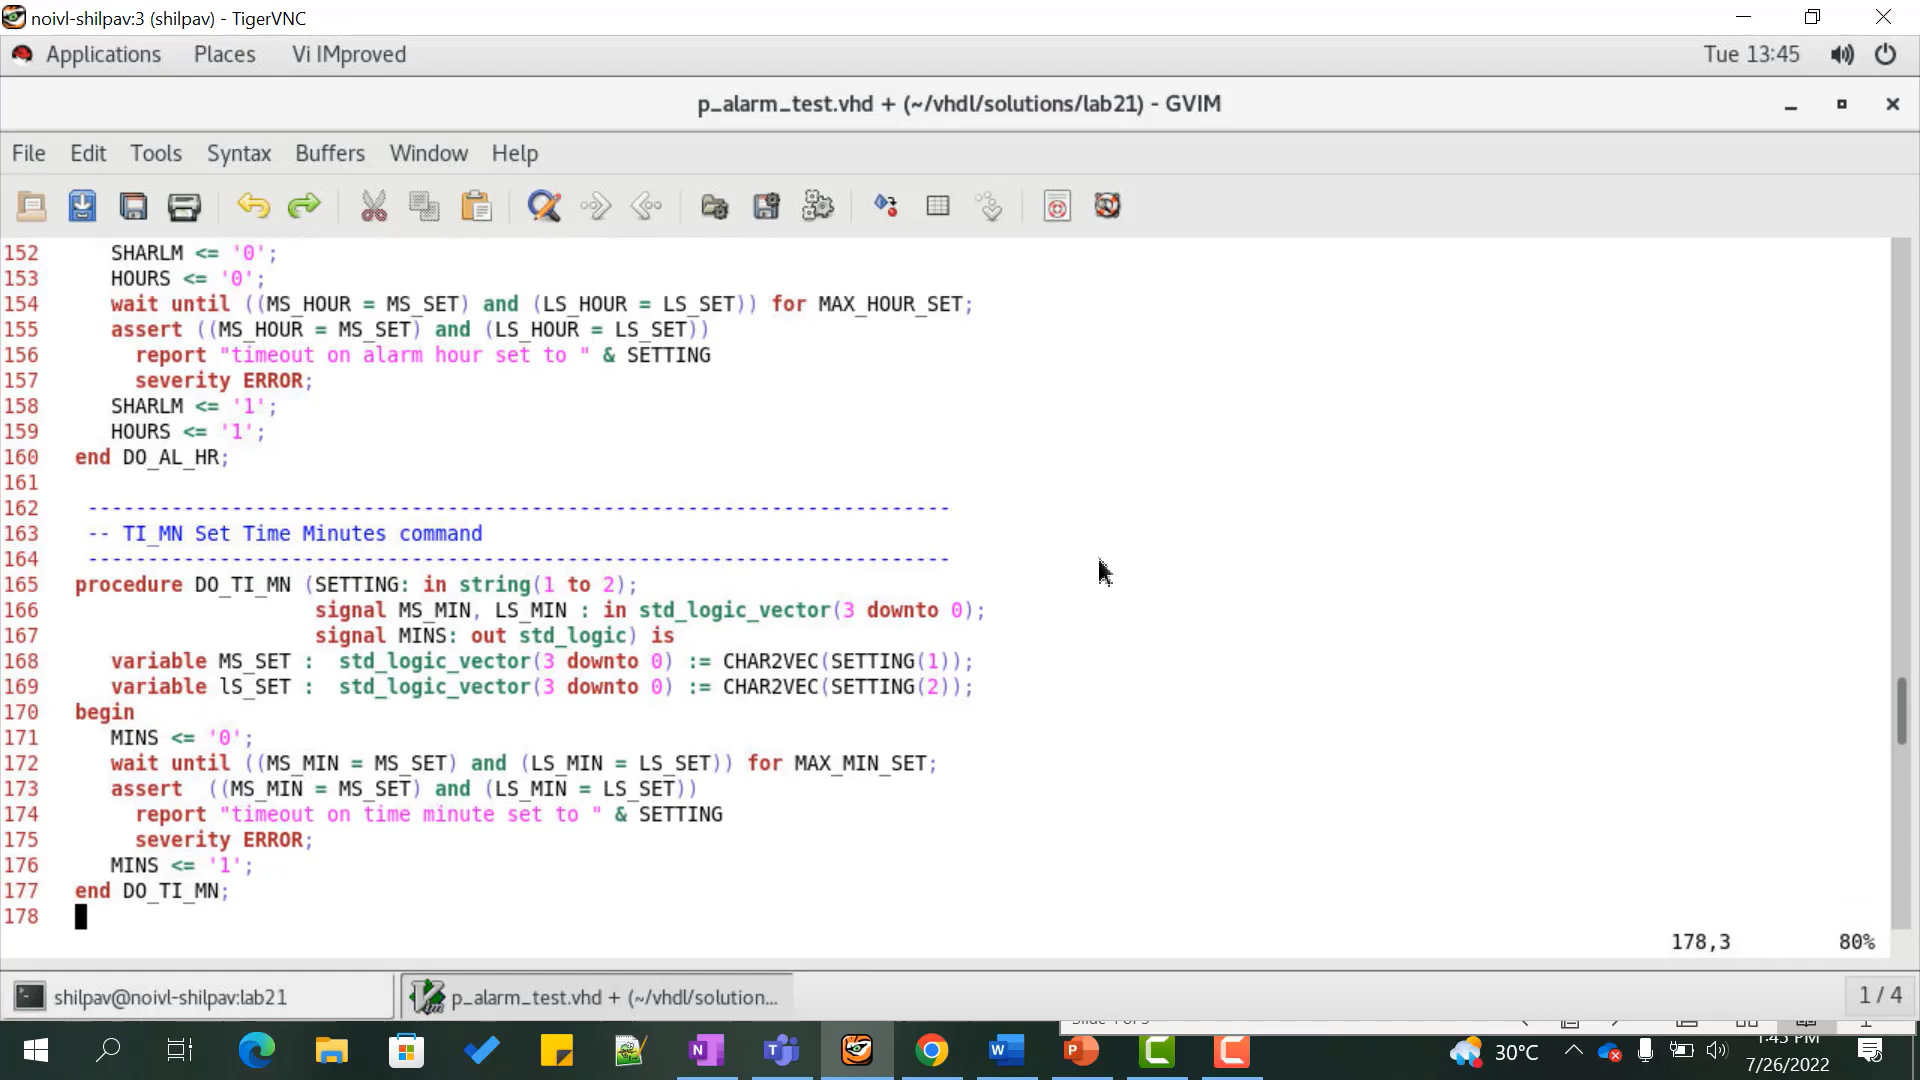 noivl-shilpav:3 (shilpav) - TigerVNC
Applications Places Vi IMproved Tue 13:45
p_alarm_test.vhd + (~/vhdl/solutions/lab21) - GVIM
File Edit Tools Syntax Buffers Window Help
152 SHARLM <= '0';
153 HOURS <= '0';
154 wait until ((MS_HOUR = MS_SET) and (LS_HOUR = LS_SET)) for MAX_HOUR_SET;
155 assert ((MS_HOUR = MS_SET) and (LS_HOUR = LS_SET))
156 report "timeout on alarm hour set to " & SETTING
157 severity ERROR;
158 SHARLM <= '1';
159 HOURS <= '1';
160 end DO_AL_HR;
161
162 ------------------------------------------------------------------------
163 -- TI_MN Set Time Minutes command
164 ------------------------------------------------------------------------
165 procedure DO_TI_MN (SETTING: in string(1 to 2);
166 signal MS_MIN, LS_MIN : in std_logic_vector(3 downto 0);
167 signal MINS: out std_logic) is
168 variable MS_SET : std_logic_vector(3 downto 0) := CHAR2VEC(SETTING(1));
169 variable lS_SET : std_logic_vector(3 downto 0) := CHAR2VEC(SETTING(2));
170 begin
171 MINS <= '0';
172 wait until ((MS_MIN = MS_SET) and (LS_MIN = LS_SET)) for MAX_MIN_SET;
173 assert ((MS_MIN = MS_SET) and (LS_MIN = LS_SET))
174 report "timeout on time minute set to " & SETTING
175 severity ERROR;
176 MINS <= '1';
177 end DO_TI_MN;
178
178,3 80%
shilpav@noivl-shilpav:lab21 p_alarm_test.vhd + (~/vhdl/solution... 1 / 4
30°C 1:45 PM
7/26/2022